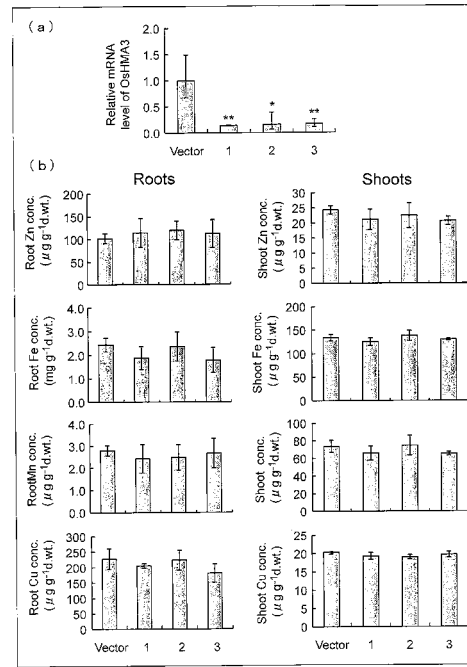 (a)
Relative mRNA
level of OsHMA3
2.0
1.5
1.0
0.5
0.0
**
*
**
Vector 1 2 3
(b)
Roots
Shoots
Root Zn conc.
(μg g⁻¹d.wt.)
200
150
100
50
0
Shoot Zn conc.
(μg g⁻¹d.wt.)
30
25
20
15
10
5
0
Root Fe conc.
(mg g⁻¹d.wt.)
4.0
3.0
2.0
1.0
0.0
Shoot Fe conc.
(μg g⁻¹d.wt.)
200
150
100
50
0
RootMn conc.
(μg g⁻¹d.wt.)
4.0
3.0
2.0
1.0
0.0
Shoot conc.
(μg g⁻¹d.wt.)
100
80
60
40
20
0
Root Cu conc.
(μg g⁻¹d.wt.)
300
250
200
150
100
50
0
Shoot Cu conc.
(μg g⁻¹d.wt.)
25
20
15
10
5
0
Vector 1 2 3
Vector 1 2 3